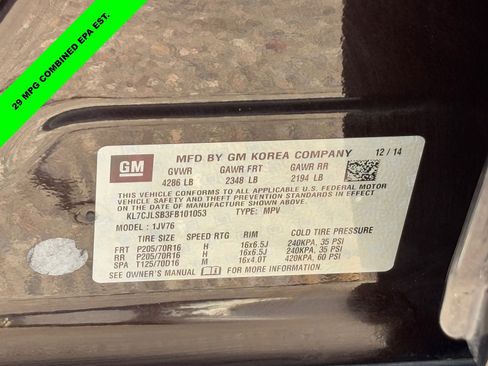 29 MPG COMBINED EPA EST.
GM
MFD BY GM KOREA COMPANY 12/14
GVWR GAWR FRT GAWR RR
4286 LB 2348 LB 2194 LB
THIS VEHICLE CONFORMS TO ALL APPLICABLE U.S. FEDERAL MOTOR
VEHICLE SAFETY AND THEFT PREVENTION STANDARDS IN EFFECT
ON THE DATE OF MANUFACTURE SHOWN ABOVE.
KL7CJLSB3FB101053 TYPE: MPV
MODEL: 1JV76
TIRE SIZE SPEED RTG RIM COLD TIRE PRESSURE
FRT P205/70R16 H 16x6.5J 240KPA, 35 PSI
RR P205/70R16 H 16x6.5J 240KPA, 35 PSI
SPA T125/70D16 M 16x4.0T 420KPA, 60 PSI
SEE OWNER'S MANUAL FOR MORE INFORMATION.